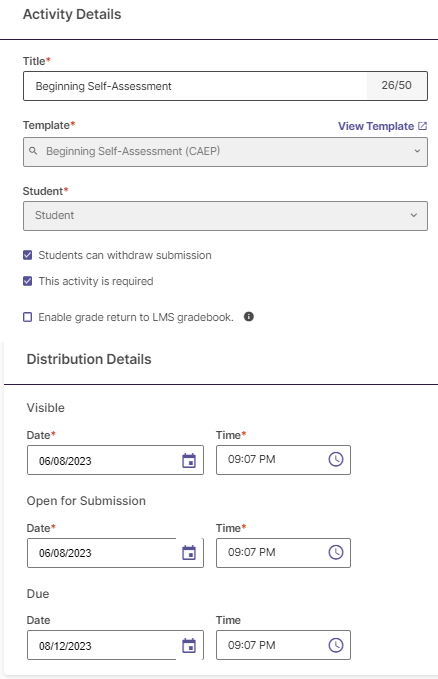 Activity Details
Title*
Beginning Self-Assessment 26/50
Template* View Template
Beginning Self-Assessment (CAEP)
Student*
Student
Students can withdraw submission
This activity is required
Enable grade return to LMS gradebook.
Distribution Details
Visible
Date* Time*
06/08/2023 09:07 PM
Open for Submission
Date* Time*
06/08/2023 09:07 PM
Due
Date Time
08/12/2023 09:07 PM